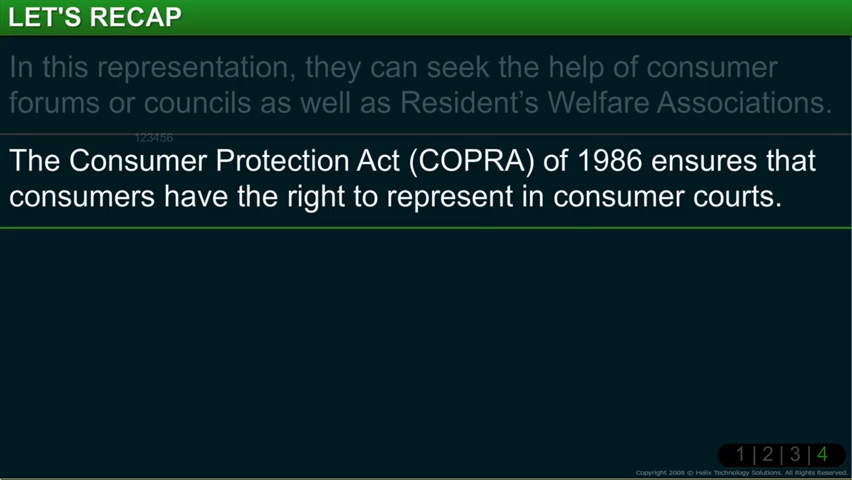 LET'S RECAP
In this representation, they can seek the help of consumer
forums or councils as well as Resident’s Welfare Associations.
123456
The Consumer Protection Act (COPRA) of 1986 ensures that
consumers have the right to represent in consumer courts.
1 | 2 | 3 | 4
Copyright 2008 © Helix Technology Solutions. All Rights Reserved.